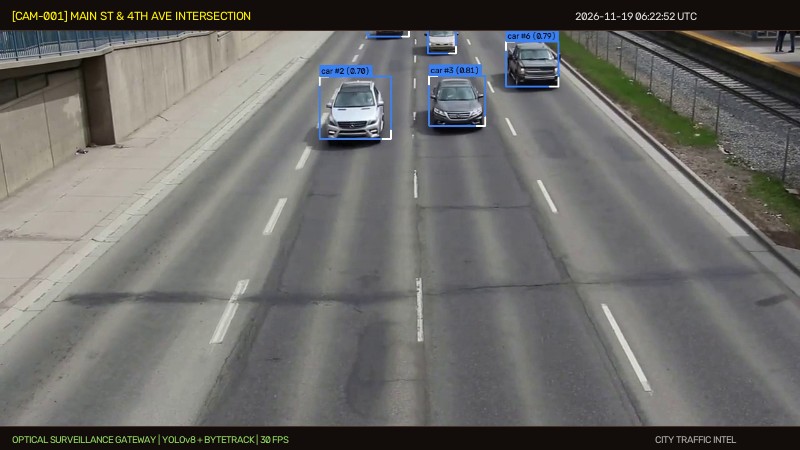 [CAM-001] MAIN ST & 4TH AVE INTERSECTION
2026-11-19 06:22:52 UTC
car #6 (0.79)
car #2 (0.70)
car #3 (0.81)
OPTICAL SURVEILLANCE GATEWAY | YOLOv8 + BYTETRACK | 30 FPS
CITY TRAFFIC INTEL